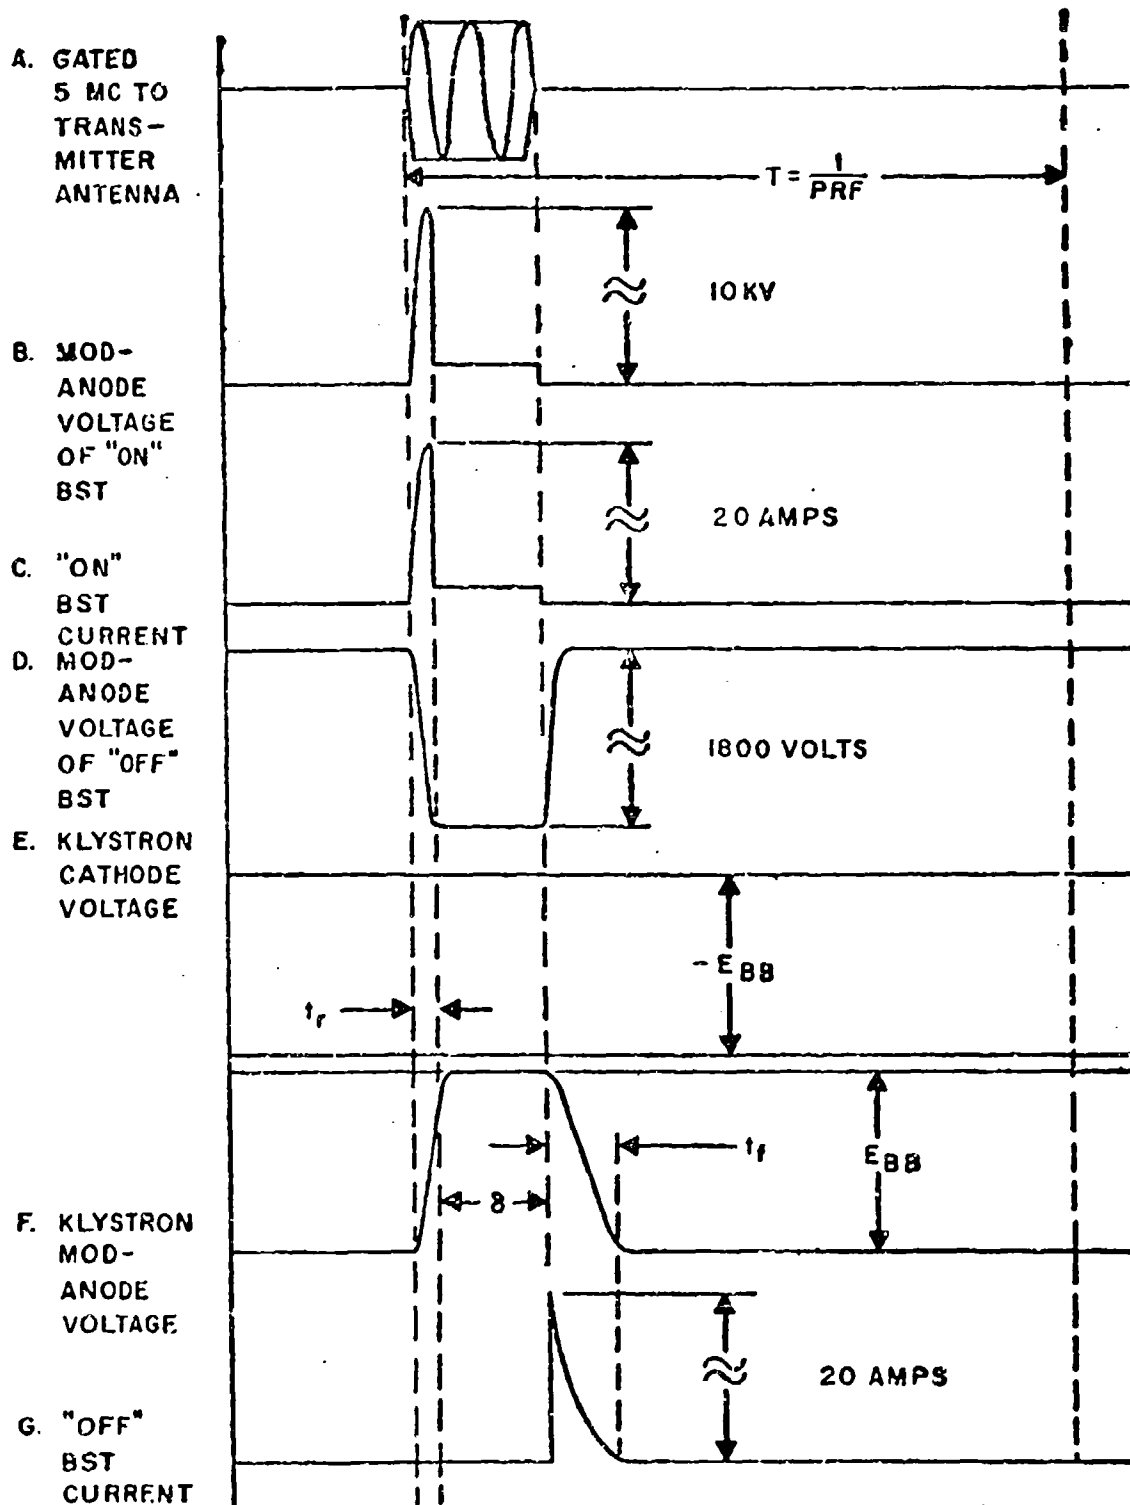 A. GATED
5 MC TO
TRANS-
MITTER
ANTENNA
T = 1
PRF
10 KV
B. MOD-
ANODE
VOLTAGE
OF "ON"
BST
20 AMPS
C. "ON"
BST
CURRENT
D. MOD-
ANODE
VOLTAGE
OF "OFF"
BST
1800 VOLTS
E. KLYSTRON
CATHODE
VOLTAGE
- EBB
tr
tf
EBB
8
F. KLYSTRON
MOD-
ANODE
VOLTAGE
20 AMPS
G. "OFF"
BST
CURRENT